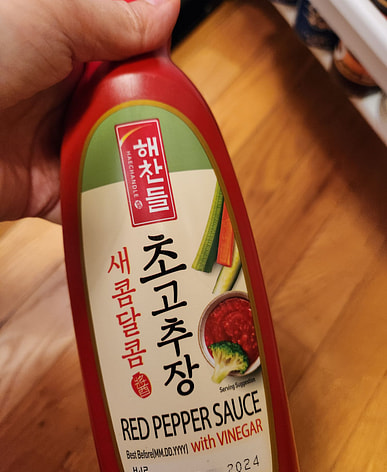 해찬들
HAECHANDLE
새콤달콤
초고추장
Serving Suggestion
RED PEPPER SAUCE
with VINEGAR
Best Before(MM.DD.YYYY)
2024